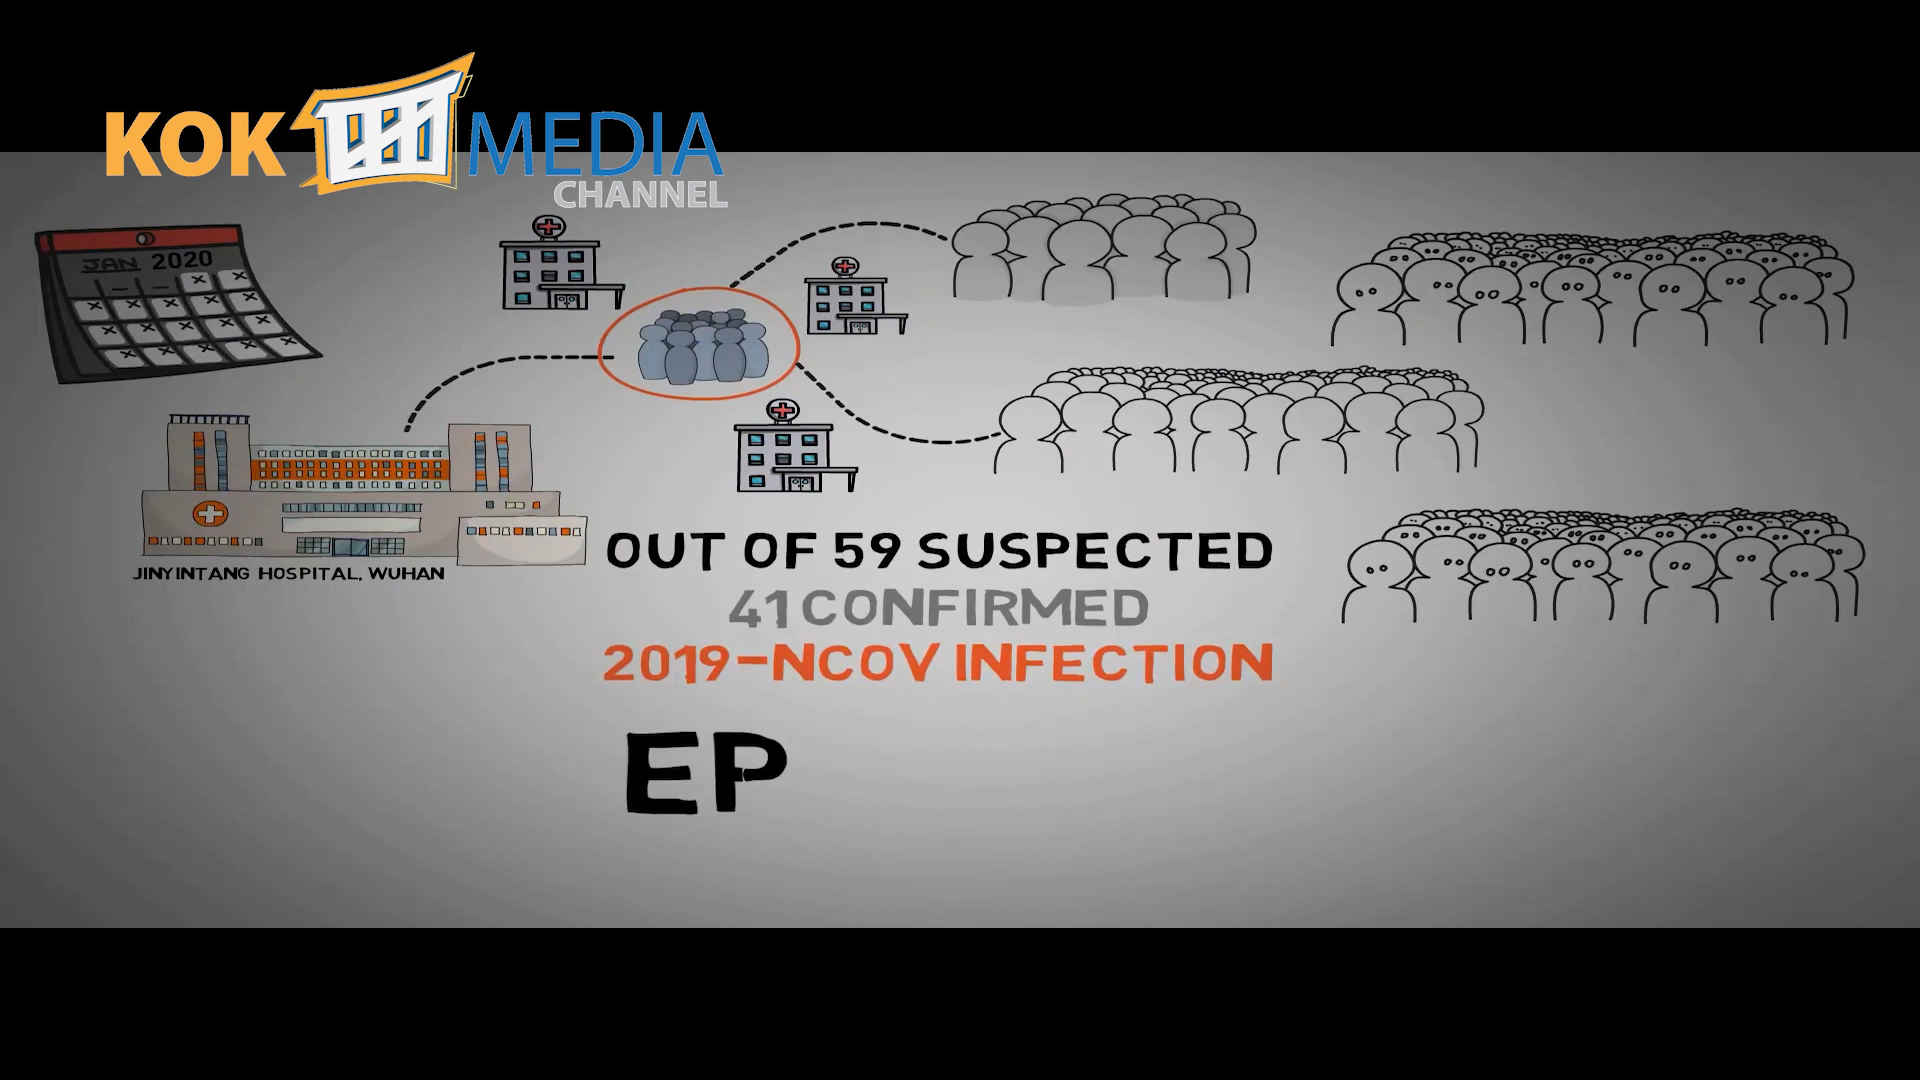 KOK MEDIA
CHANNEL
JAN 2020
JINYINTANG HOSPITAL, WUHAN
OUT OF 59 SUSPECTED
41 CONFIRMED
2019-NCOV INFECTION
EP